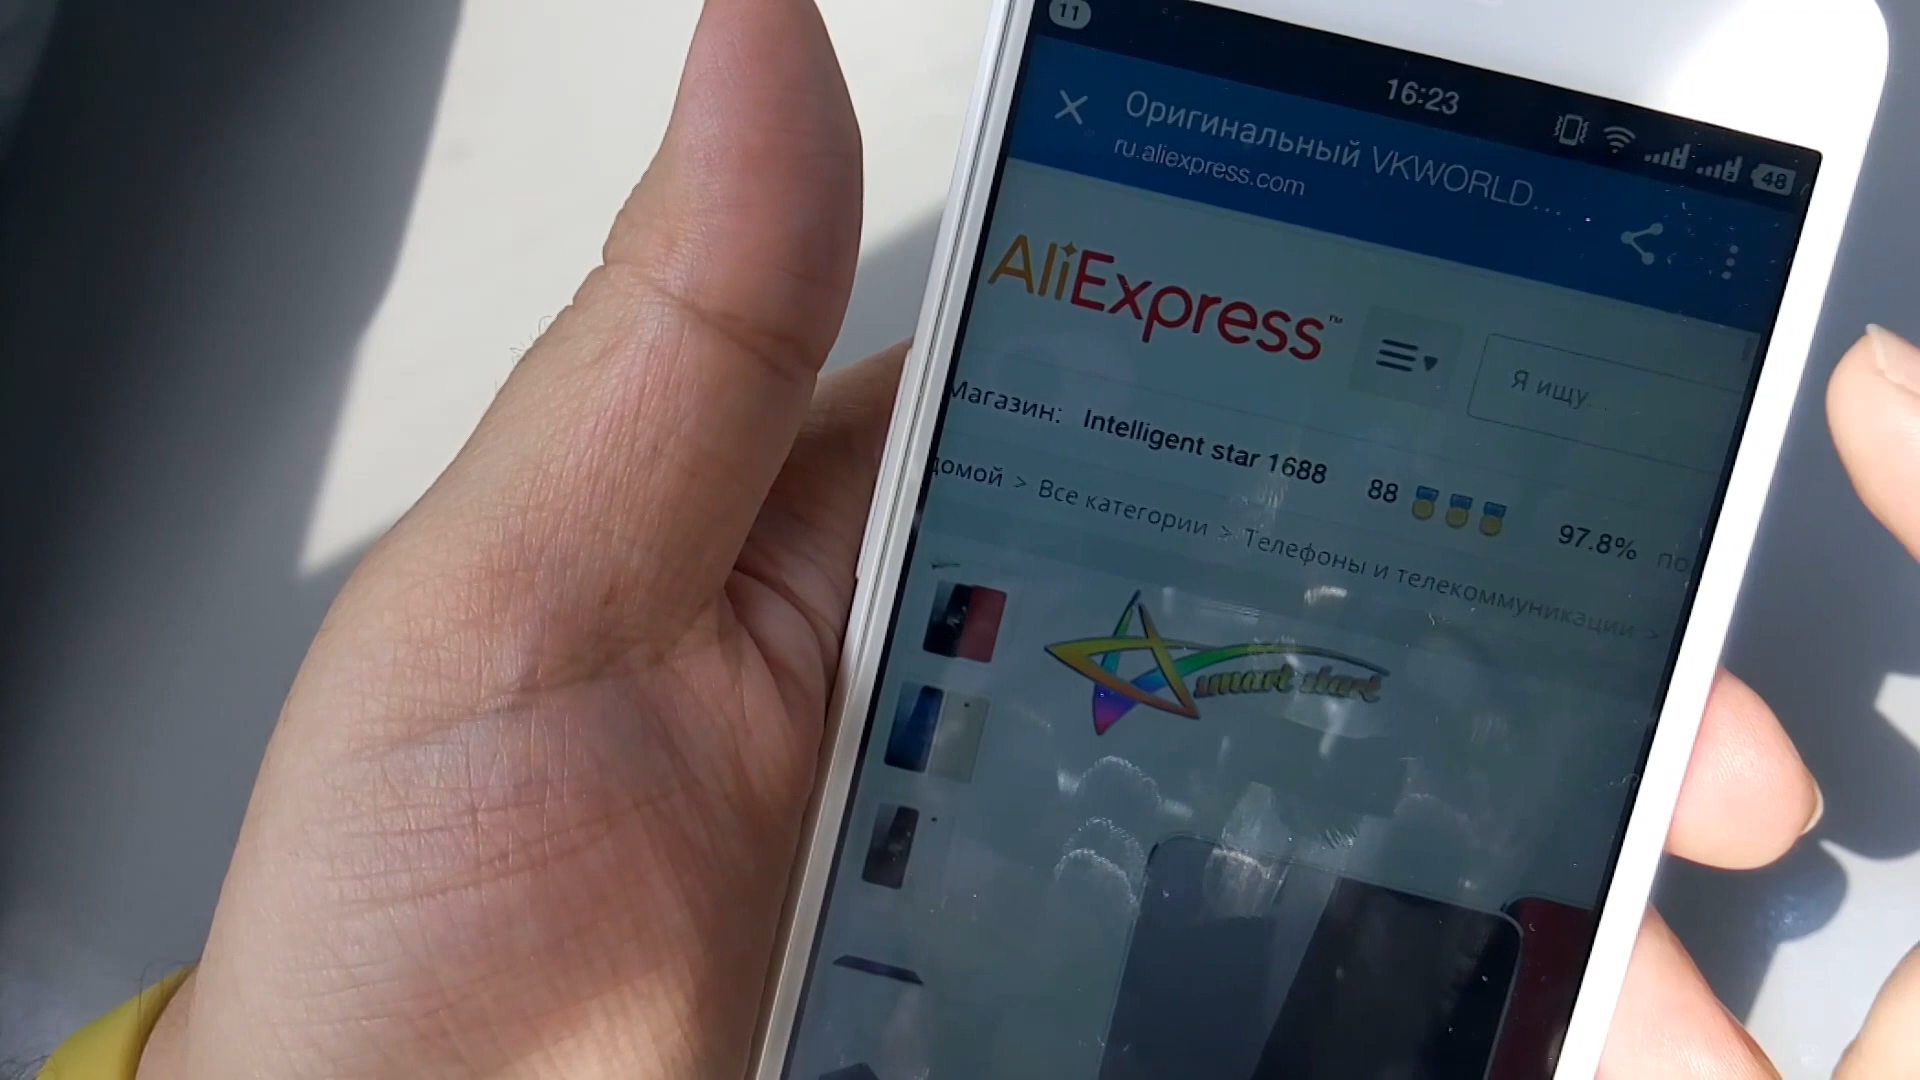 11
16:23
48
Оригинальный VKWORLD...
ru.aliexpress.com
AliExpress™
Я ищу...
Магазин: Intelligent star 1688 88 97.8% по
домой > Все категории > Телефоны и телекоммуникации >
smart start